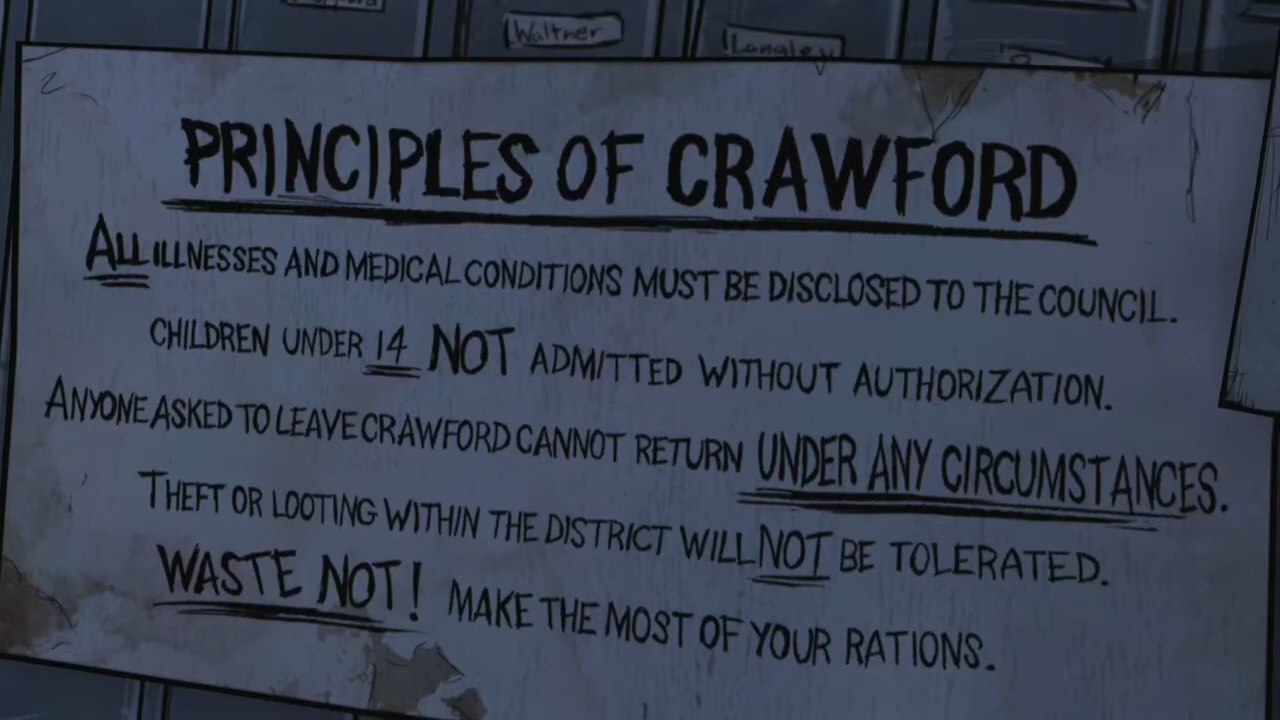 Waltner
Langley
PRINCIPLES OF CRAWFORD
ALL ILLNESSES AND MEDICAL CONDITIONS MUST BE DISCLOSED TO THE COUNCIL.
CHILDREN UNDER 14 NOT ADMITTED WITHOUT AUTHORIZATION.
ANYONE ASKED TO LEAVE CRAWFORD CANNOT RETURN UNDER ANY CIRCUMSTANCES.
THEFT OR LOOTING WITHIN THE DISTRICT WILL NOT BE TOLERATED.
WASTE NOT! MAKE THE MOST OF YOUR RATIONS.